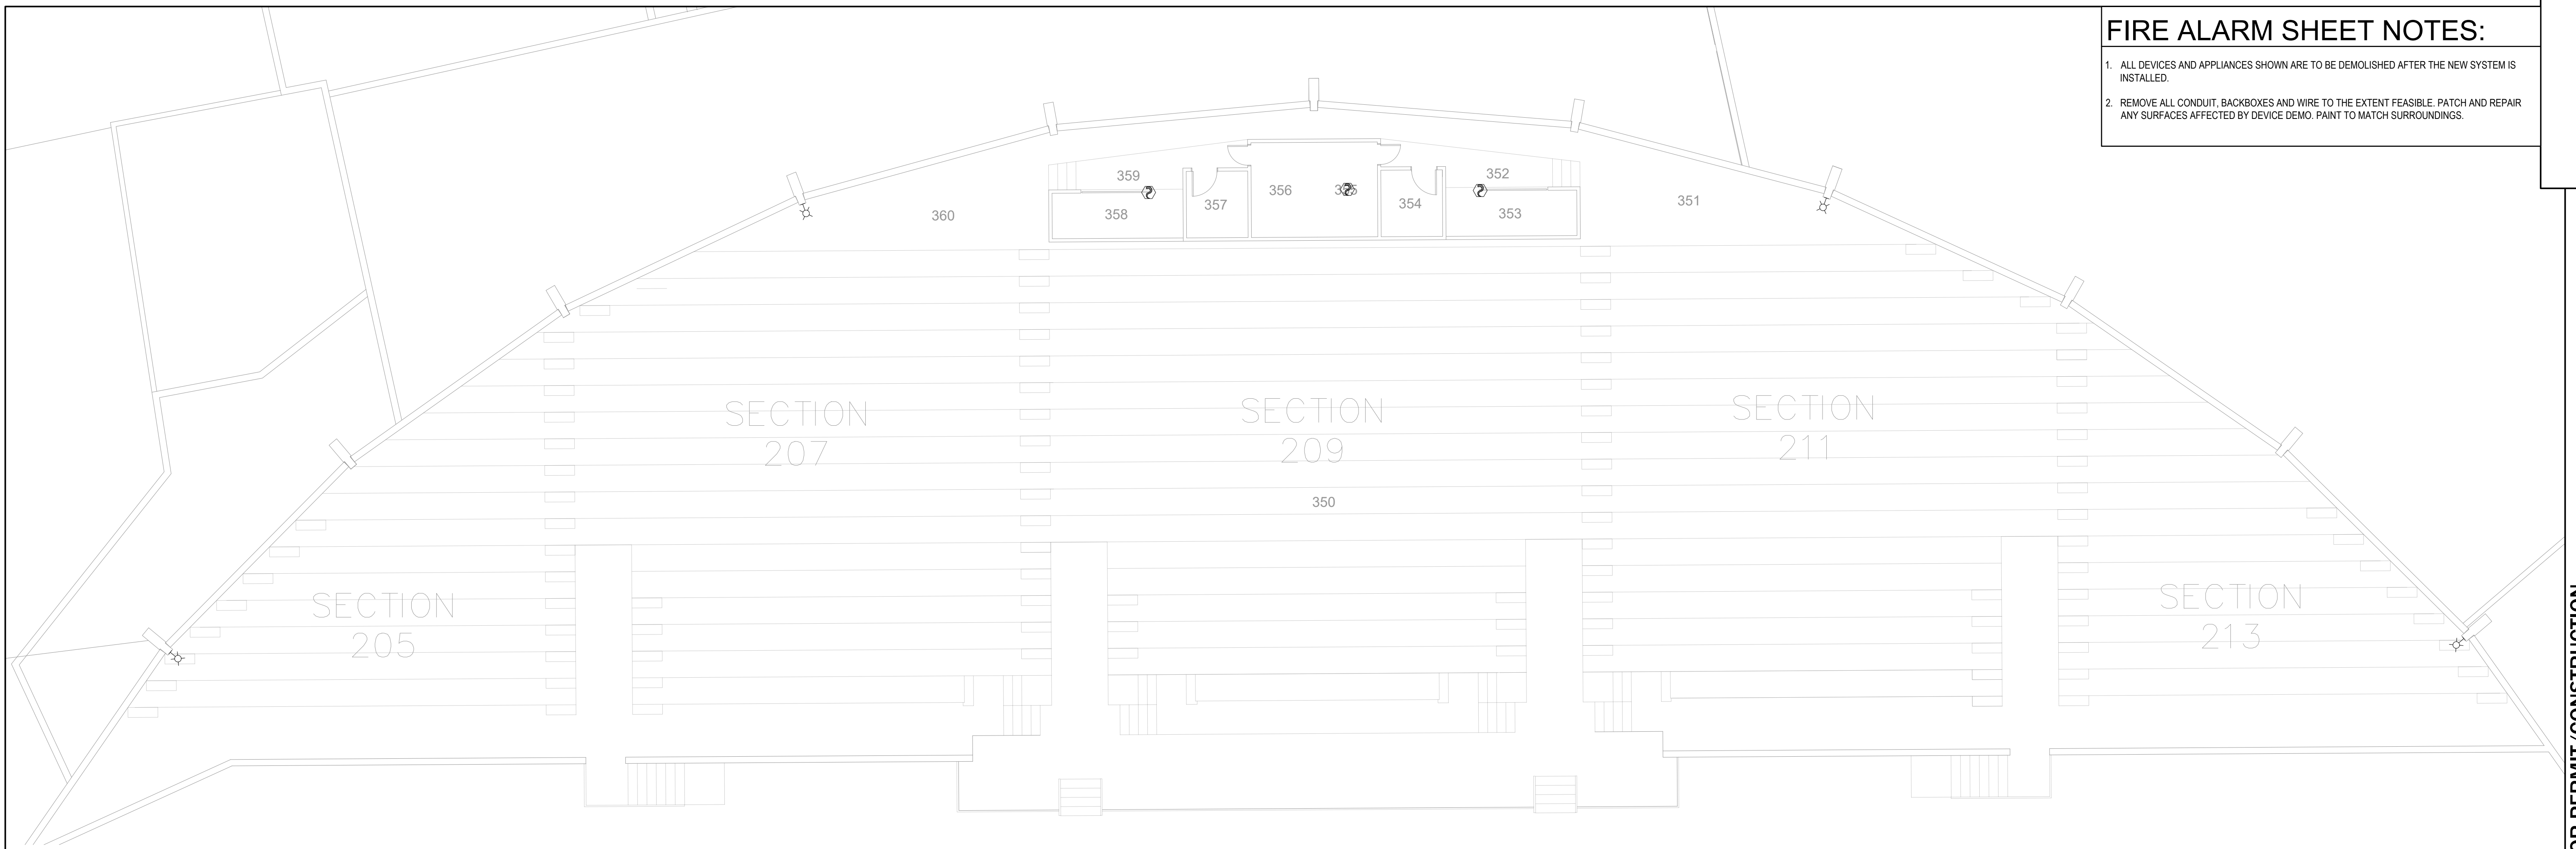 FIRE ALARM SHEET NOTES:
1. ALL DEVICES AND APPLIANCES SHOWN ARE TO BE DEMOLISHED AFTER THE NEW SYSTEM IS
INSTALLED.
2. REMOVE ALL CONDUIT, BACKBOXES AND WIRE TO THE EXTENT FEASIBLE. PATCH AND REPAIR
ANY SURFACES AFFECTED BY DEVICE DEMO. PAINT TO MATCH SURROUNDINGS.
359
352
356
351
357
354
360
358
353
SECTION
207
SECTION
209
SECTION
211
350
SECTION
205
SECTION
213
PERMIT/CONSTRUCTION